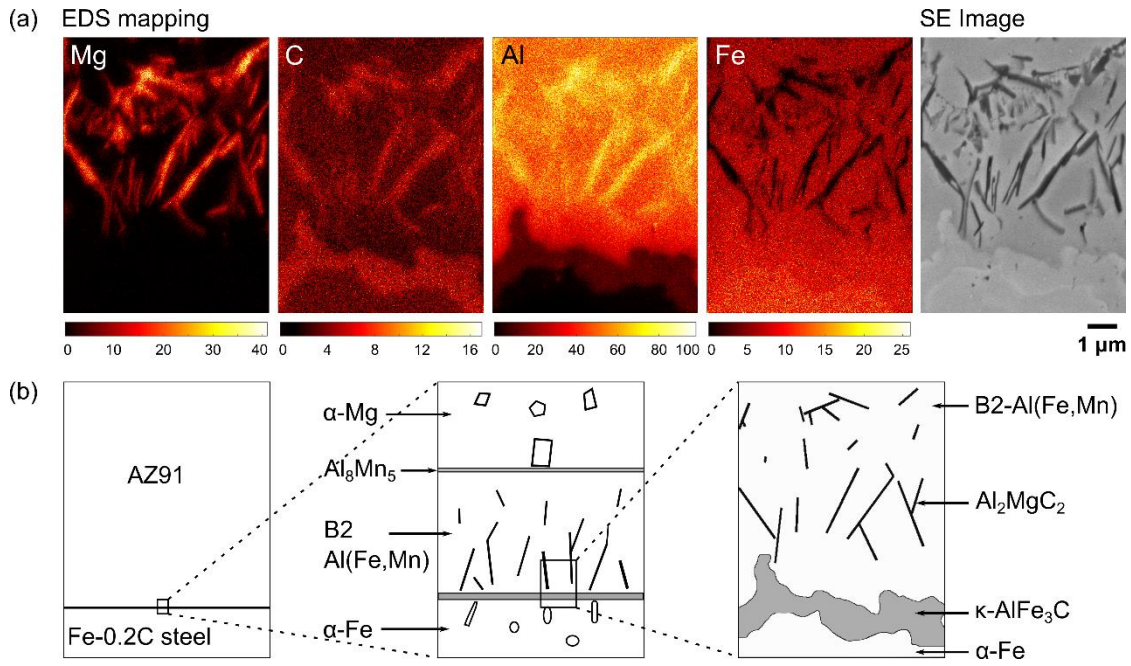 (a) EDS mapping SE Image
Mg C Al Fe
0 10 20 30 40 0 4 8 12 16 0 20 40 60 80 100 0 5 10 15 20 25
1 µm
(b)
AZ91
Fe-0.2C steel
α-Mg
Al₈Mn₅
B2
Al(Fe,Mn)
α-Fe
B2-Al(Fe,Mn)
Al₂MgC₂
κ-AlFe₃C
α-Fe